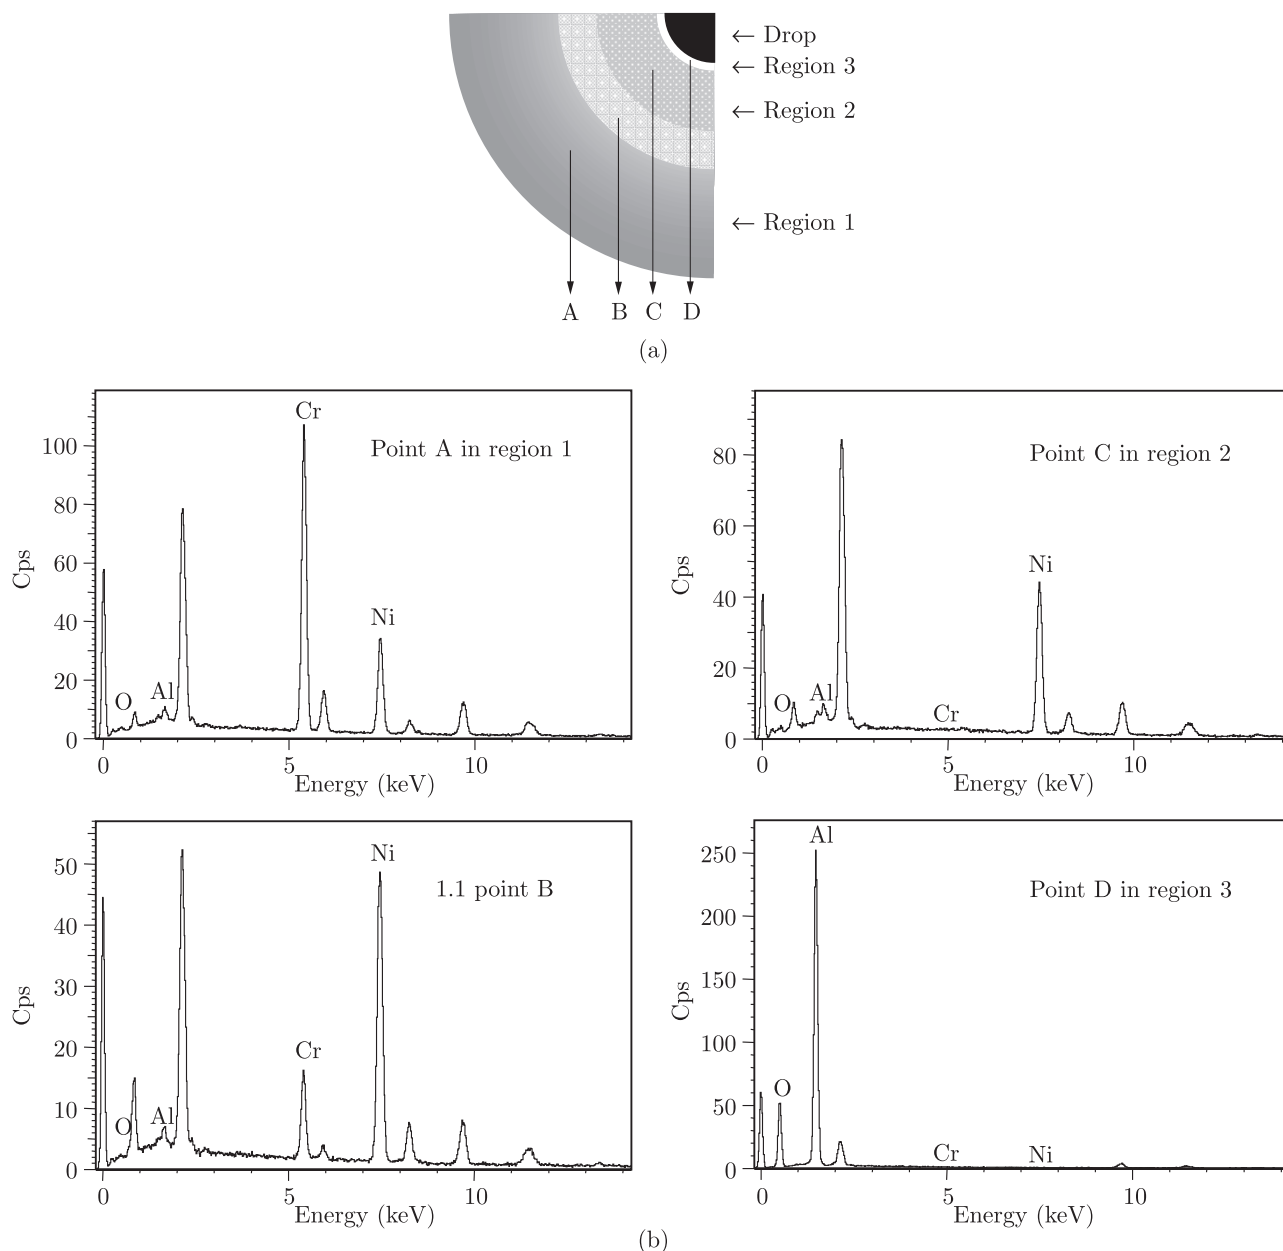 ← Drop
← Region 3
← Region 2
← Region 1
A B C D
(a)
Cr
Point A in region 1
100
80
60
Cps
40
Ni
20
O
Al
0
0 5 10
Energy (keV)
80
Point C in region 2
60
Cps
Ni
40
20
O
Al
Cr
0
0 5 10
Energy (keV)
50
Ni
1.1 point B
40
30
Cps
20
Cr
10
O
Al
0
0 5 10
Energy (keV)
Al
250
Point D in region 3
200
150
Cps
100
O
50
Cr
Ni
0
0 5 10
Energy (keV)
(b)